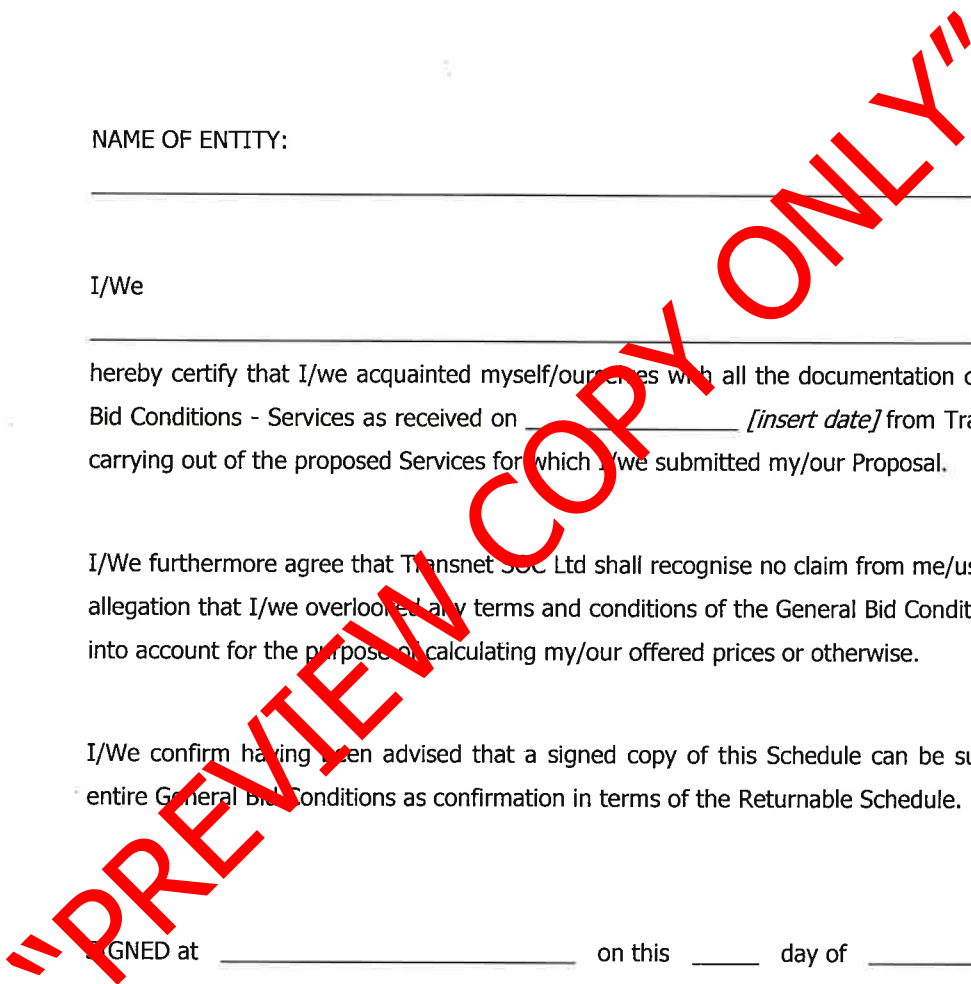 NAME OF ENTITY:
I/We
hereby certify that I/we acquainted myself/ourselves with all the documentation
Bid Conditions - Services as received on ______________ [insert date] from
carrying out of the proposed Services for which I/we submitted my/our Proposal.
I/We furthermore agree that Transnet SOC Ltd shall recognise no claim from me/us
allegation that I/we overlooked any terms and conditions of the General Bid
into account for the purpose of calculating my/our offered prices or otherwise.
I/We confirm having been advised that a signed copy of this Schedule can be
entire General Bid Conditions as confirmation in terms of the Returnable Schedule.
SIGNED at ______________ on this _____ day of ______
"PREVIEW COPY ONLY"